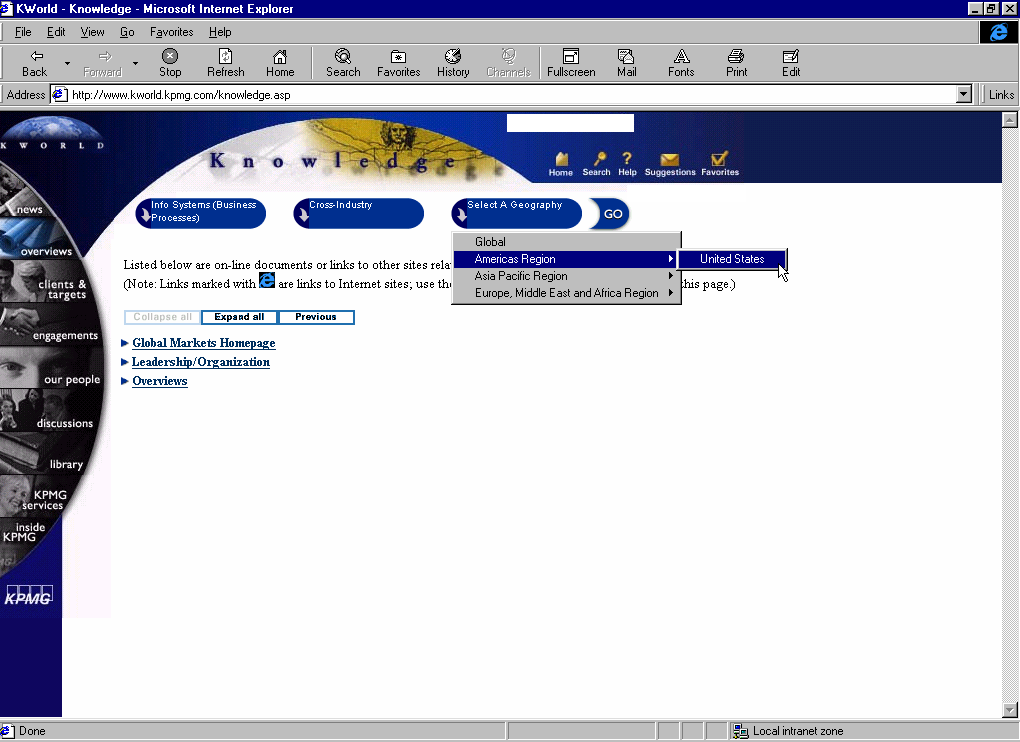 KWorld - Knowledge - Microsoft Internet Explorer
File Edit View Go Favorites Help
Back Forward Stop Refresh Home Search Favorites History Channels Fullscreen Mail Fonts Print Edit
Address http://www.kworld.kpmg.com/knowledge.asp Links
K W O R L D
Knowledge
Home Search Help Suggestions Favorites
Info Systems (Business
Processes)
Cross-Industry
Select A Geography
GO
Global
Americas Region
United States
Asia Pacific Region
Europe, Middle East and Africa Region
Listed below are on-line documents or links to other sites
(Note: Links marked with are links to Internet sites; use this page.)
Collapse all Expand all Previous
Global Markets Homepage
Leadership/Organization
Overviews
news
overviews
clients &
targets
engagements
our people
discussions
library
KPMG
services
inside
KPMG
KPMG
Done Local intranet zone